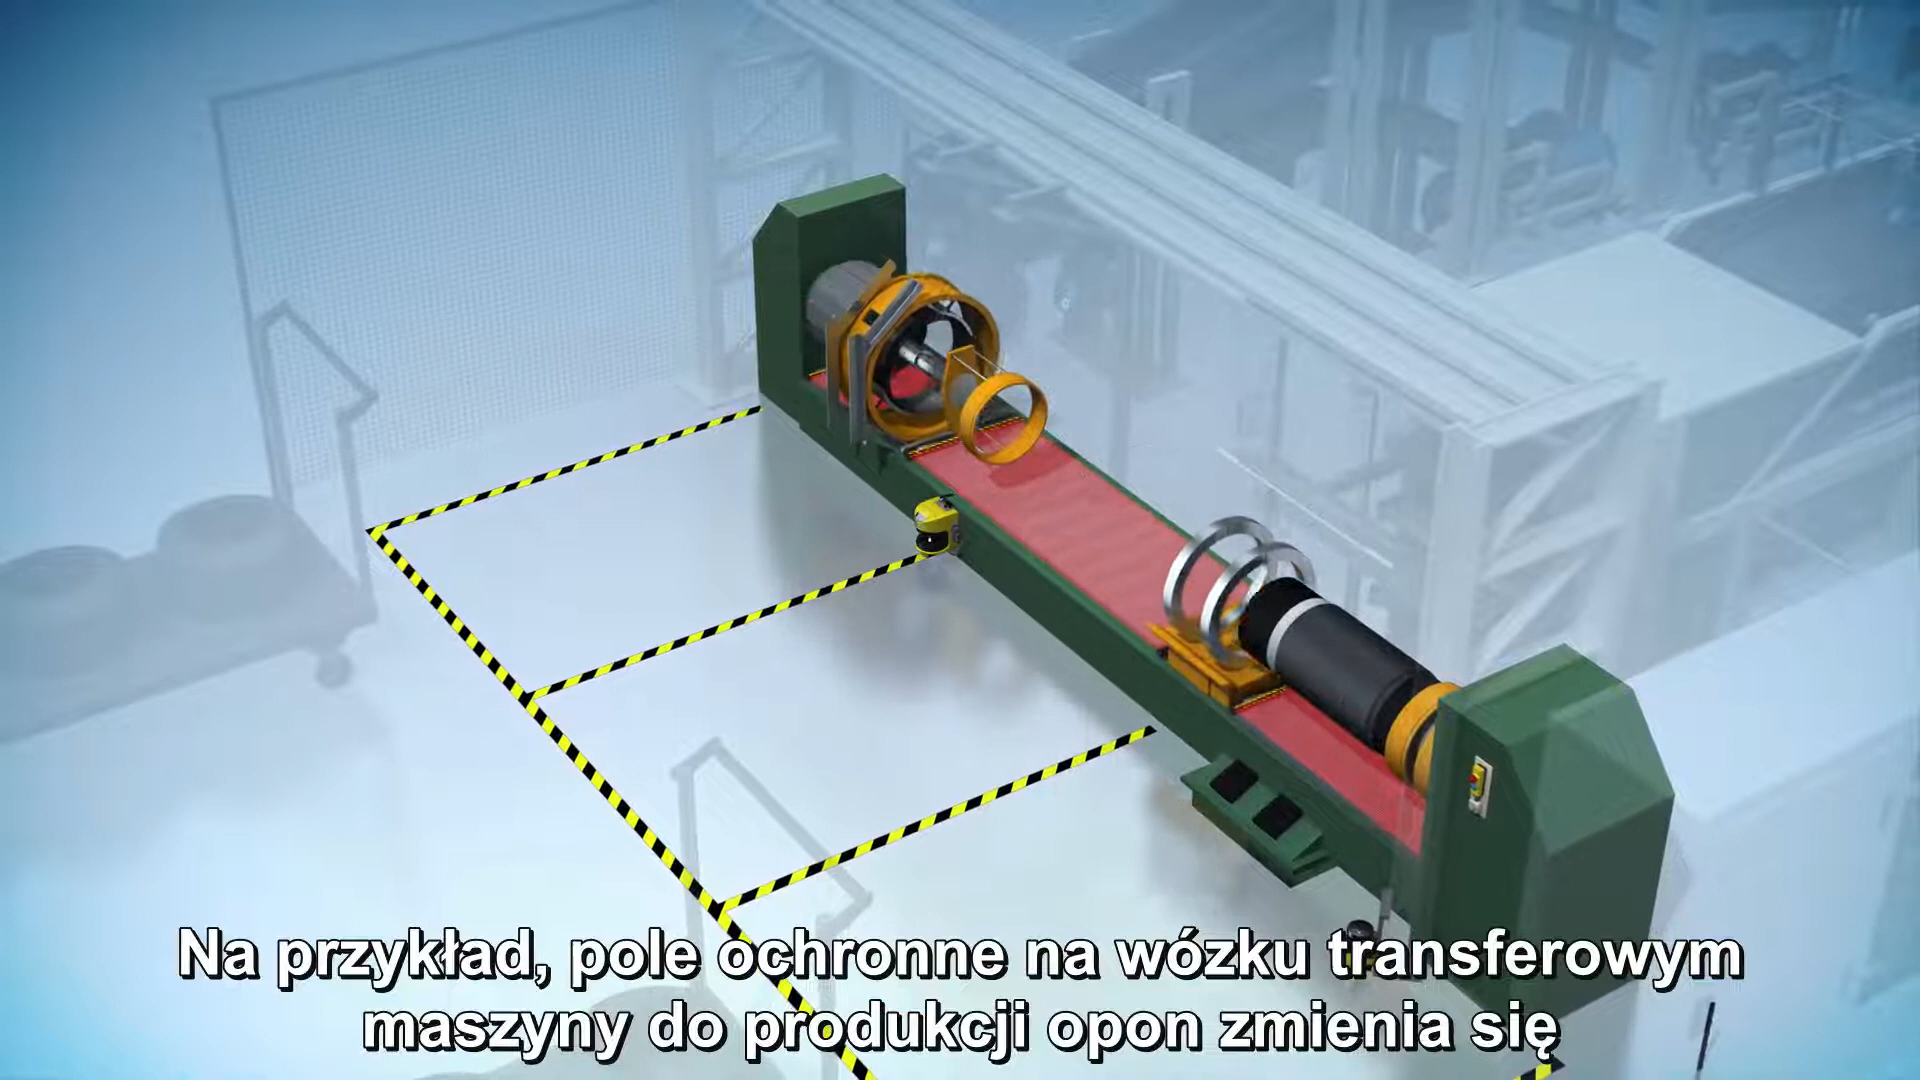 Na przykład, pole ochronne na wózku transferowym
maszyny do produkcji opon zmienia się